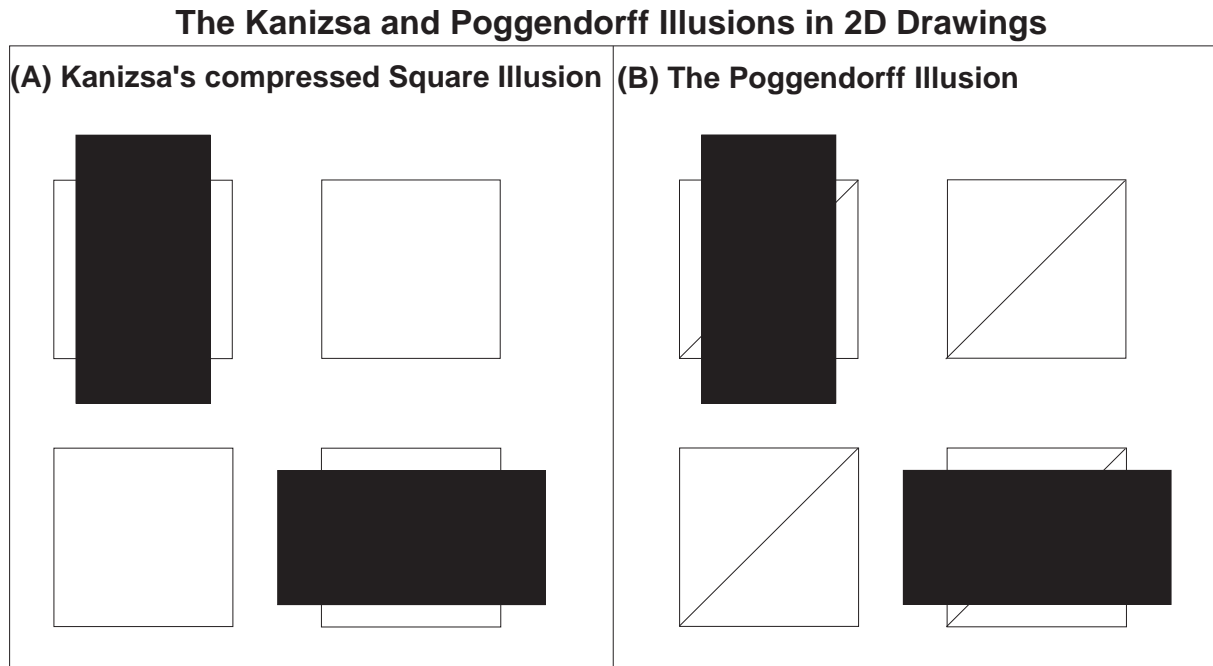 The Kanizsa and Poggendorff Illusions in 2D Drawings
(A) Kanizsa's compressed Square Illusion
(B) The Poggendorff Illusion